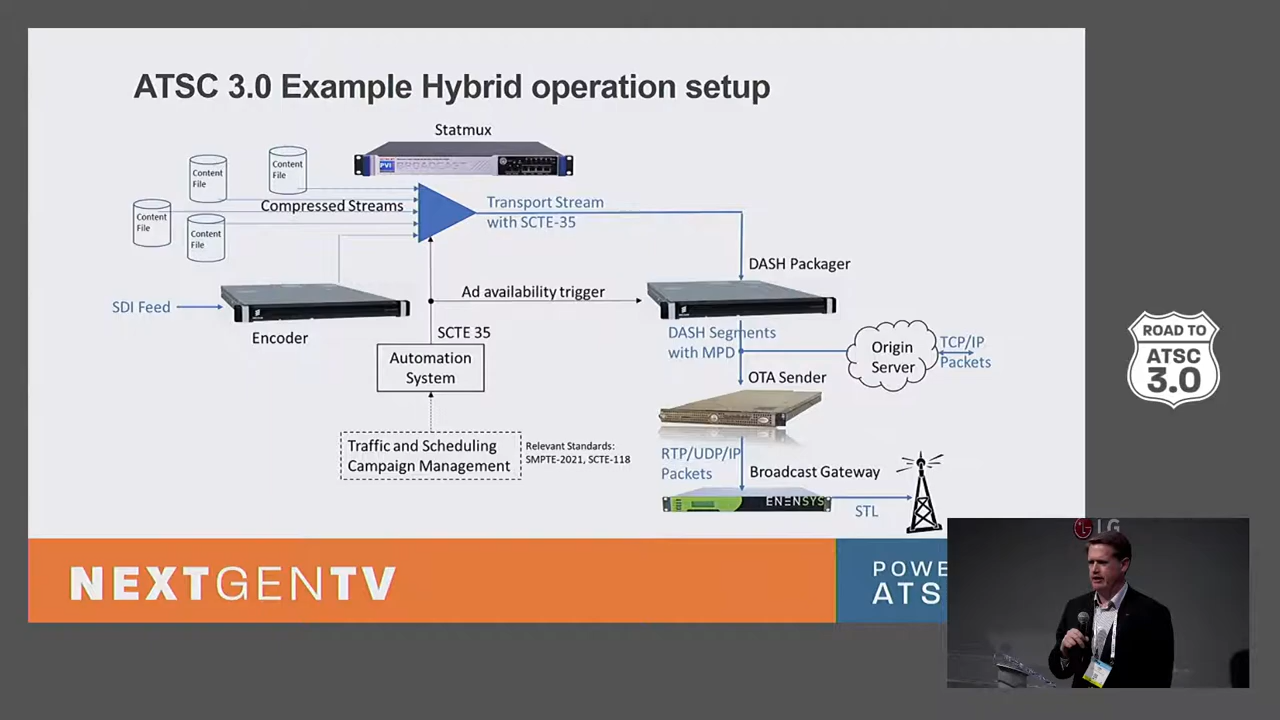 ATSC 3.0 Example Hybrid operation setup
Statmux
PVI BROADCAST
Content
File
Content
File
Content
File
Content
File
Compressed Streams
Transport Stream
with SCTE-35
DASH Packager
SDI Feed
Ad availability trigger
Encoder
SCTE 35
DASH Segments
with MPD
Origin
Server
TCP/IP
Packets
Automation
System
OTA Sender
Traffic and Scheduling
Campaign Management
Relevant Standards:
SMPTE-2021, SCTE-118
RTP/UDP/IP
Packets
Broadcast Gateway
ENENSYS
STL
ROAD TO
ATSC
3.0
NEXTGENTV
POWE
ATS
LG